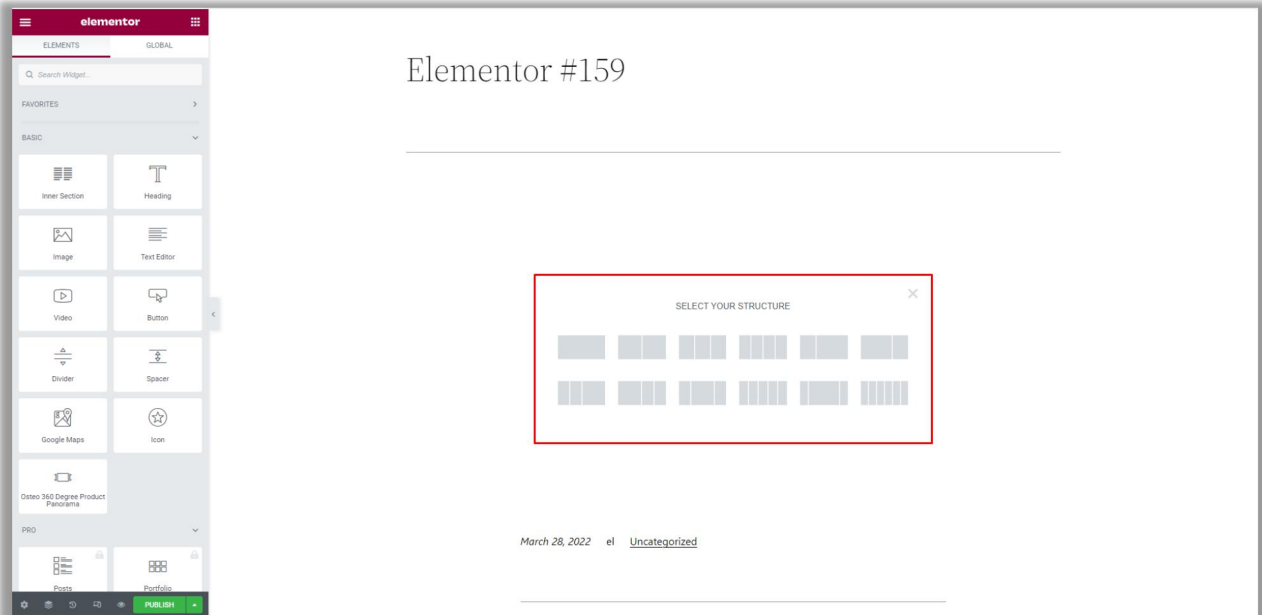 elementor
ELEMENTS GLOBAL
Search Widget...
FAVORITES
BASIC
Inner Section
Heading
Image
Text Editor
Video
Button
Divider
Spacer
Google Maps
Icon
Osteo 360 Degree Product
Panorama
PRO
Posts
Portfolio
PUBLISH
Elementor #159
SELECT YOUR STRUCTURE
March 28, 2022 el Uncategorized